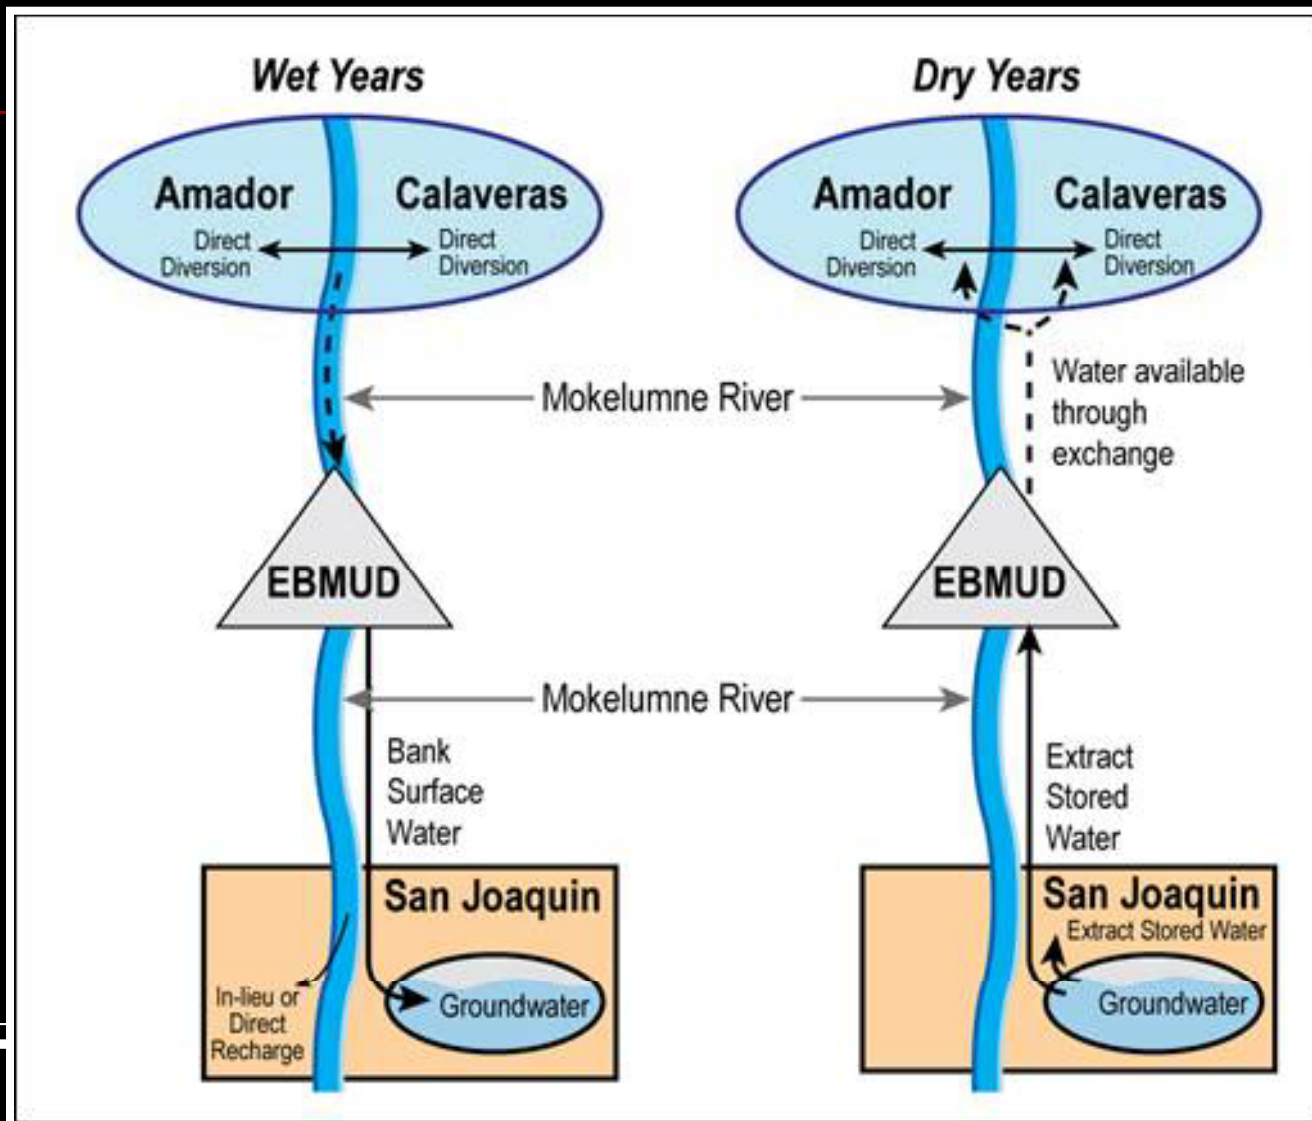 Wet Years
Dry Years
Amador
Calaveras
Direct
Diversion
Direct
Diversion
Amador
Calaveras
Direct
Diversion
Direct
Diversion
Mokelumne River
Water available
through
exchange
EBMUD
EBMUD
Mokelumne River
Bank
Surface
Water
Extract
Stored
Water
San Joaquin
In-lieu or
Direct
Recharge
Groundwater
San Joaquin
Extract Stored Water
Groundwater